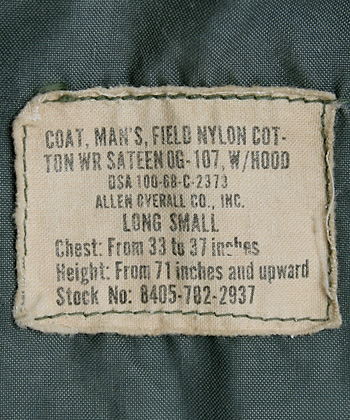 COAT, MAN'S, FIELD NYLON COT-
TON WR SATEEN OG-107, W/HOOD
DSA 100-68-C-2373
ALLEN OVERALL CO., INC.
LONG SMALL
Chest: From 33 to 37 inches
Height: From 71 inches and upward
Stock No: 8405-782-2937